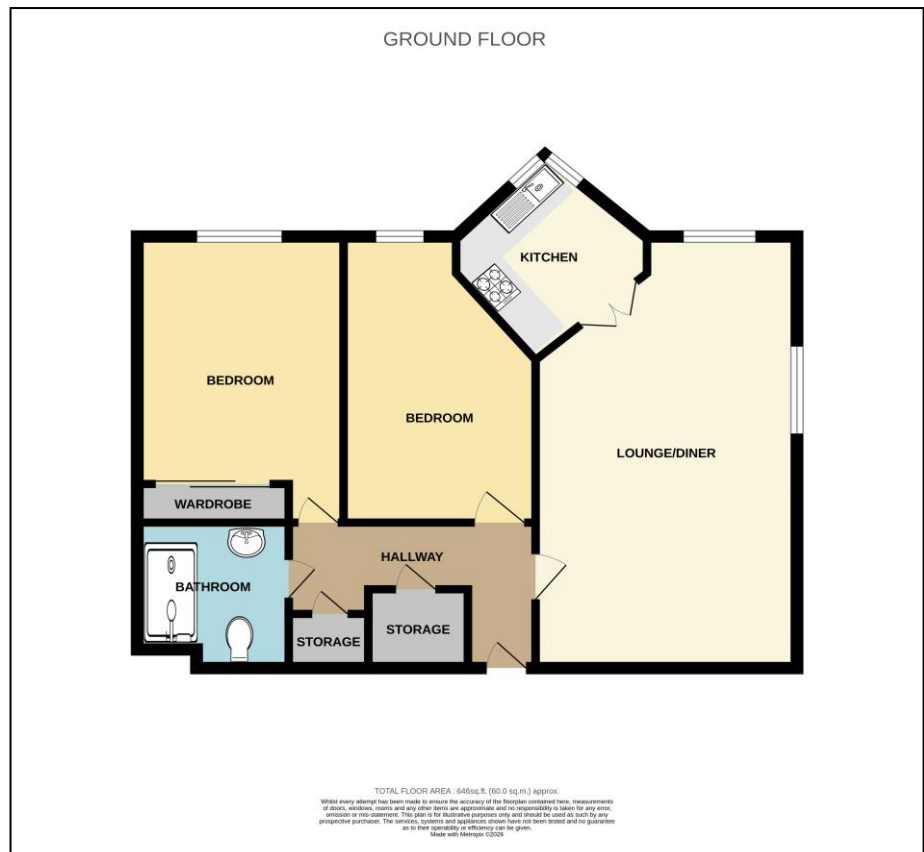 GROUND FLOOR
KITCHEN
BEDROOM
BEDROOM
LOUNGE/DINER
WARDROBE
HALLWAY
BATHROOM
STORAGE
STORAGE
TOTAL FLOOR AREA : 646sq.ft. (60.0 sq.m.) approx.
Whilst every attempt has been made to ensure the accuracy of the floorplan contained here, measurements
of doors, windows, rooms and any other items are approximate and no responsibility is taken for any error,
omission or mis-statement. This plan is for illustrative purposes only and should be used as such by any
prospective purchaser. The services, systems and appliances shown have not been tested and no guarantee
as to their operability or efficiency can be given.
Made with Metropix ©2026